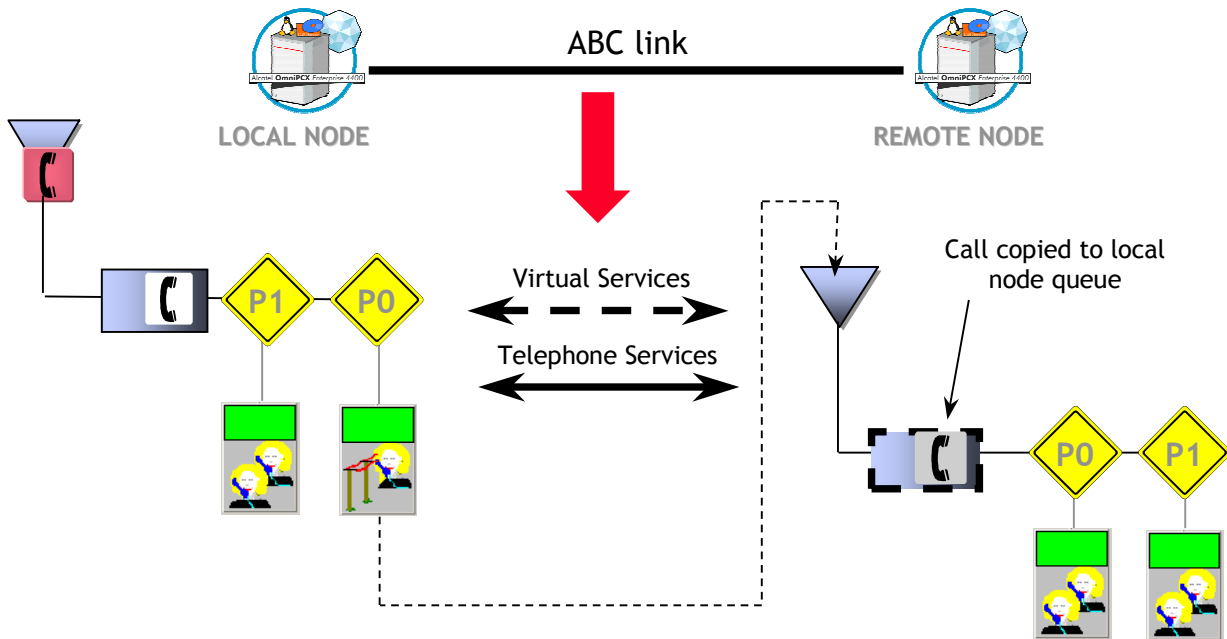 ABC link
Alcatel OmniPCX Enterprise 4400
Alcatel OmniPCX Enterprise 4400
LOCAL NODE
REMOTE NODE
Call copied to local
node queue
Virtual Services
P1
P0
Telephone Services
P0
P1